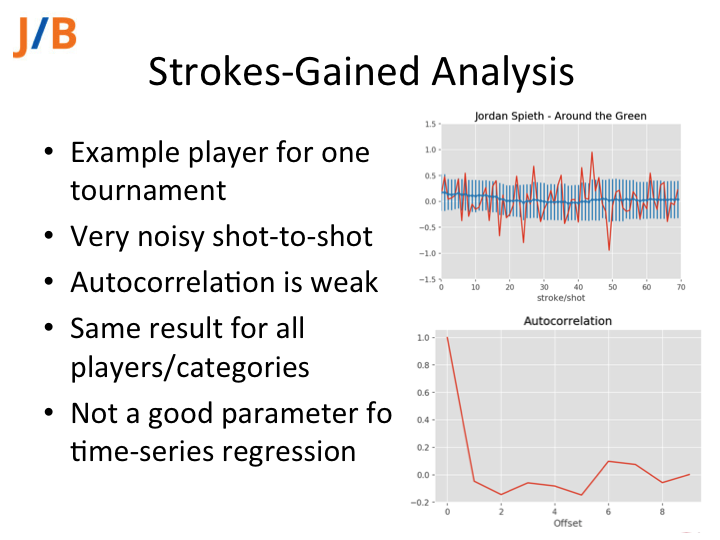 J/B
Strokes-Gained Analysis
• Example player for one
tournament
• Very noisy shot-to-shot
• Autocorrelation is weak
• Same result for all
players/categories
• Not a good parameter fo
time-series regression
Jordan Spieth - Around the Green
1.5
1.0
0.5
0.0
−0.5
−1.0
−1.5
0 10 20 30 40 50 60 70
stroke/shot
Autocorrelation
1.0
0.8
0.6
0.4
0.2
0.0
−0.2
0 2 4 6 8
Offset